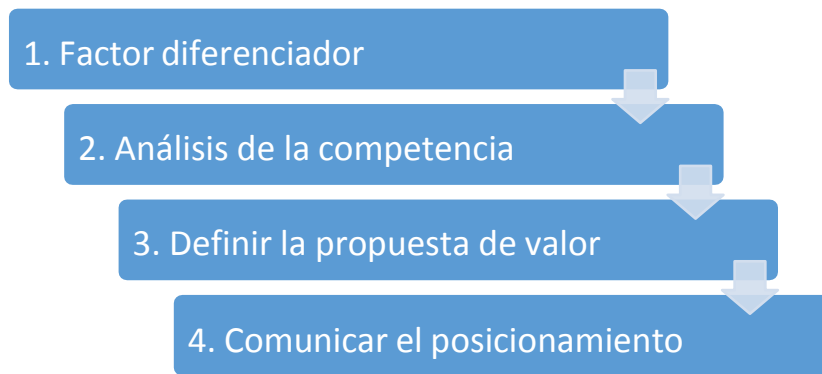 1. Factor diferenciador
2. Análisis de la competencia
3. Definir la propuesta de valor
4. Comunicar el posicionamiento